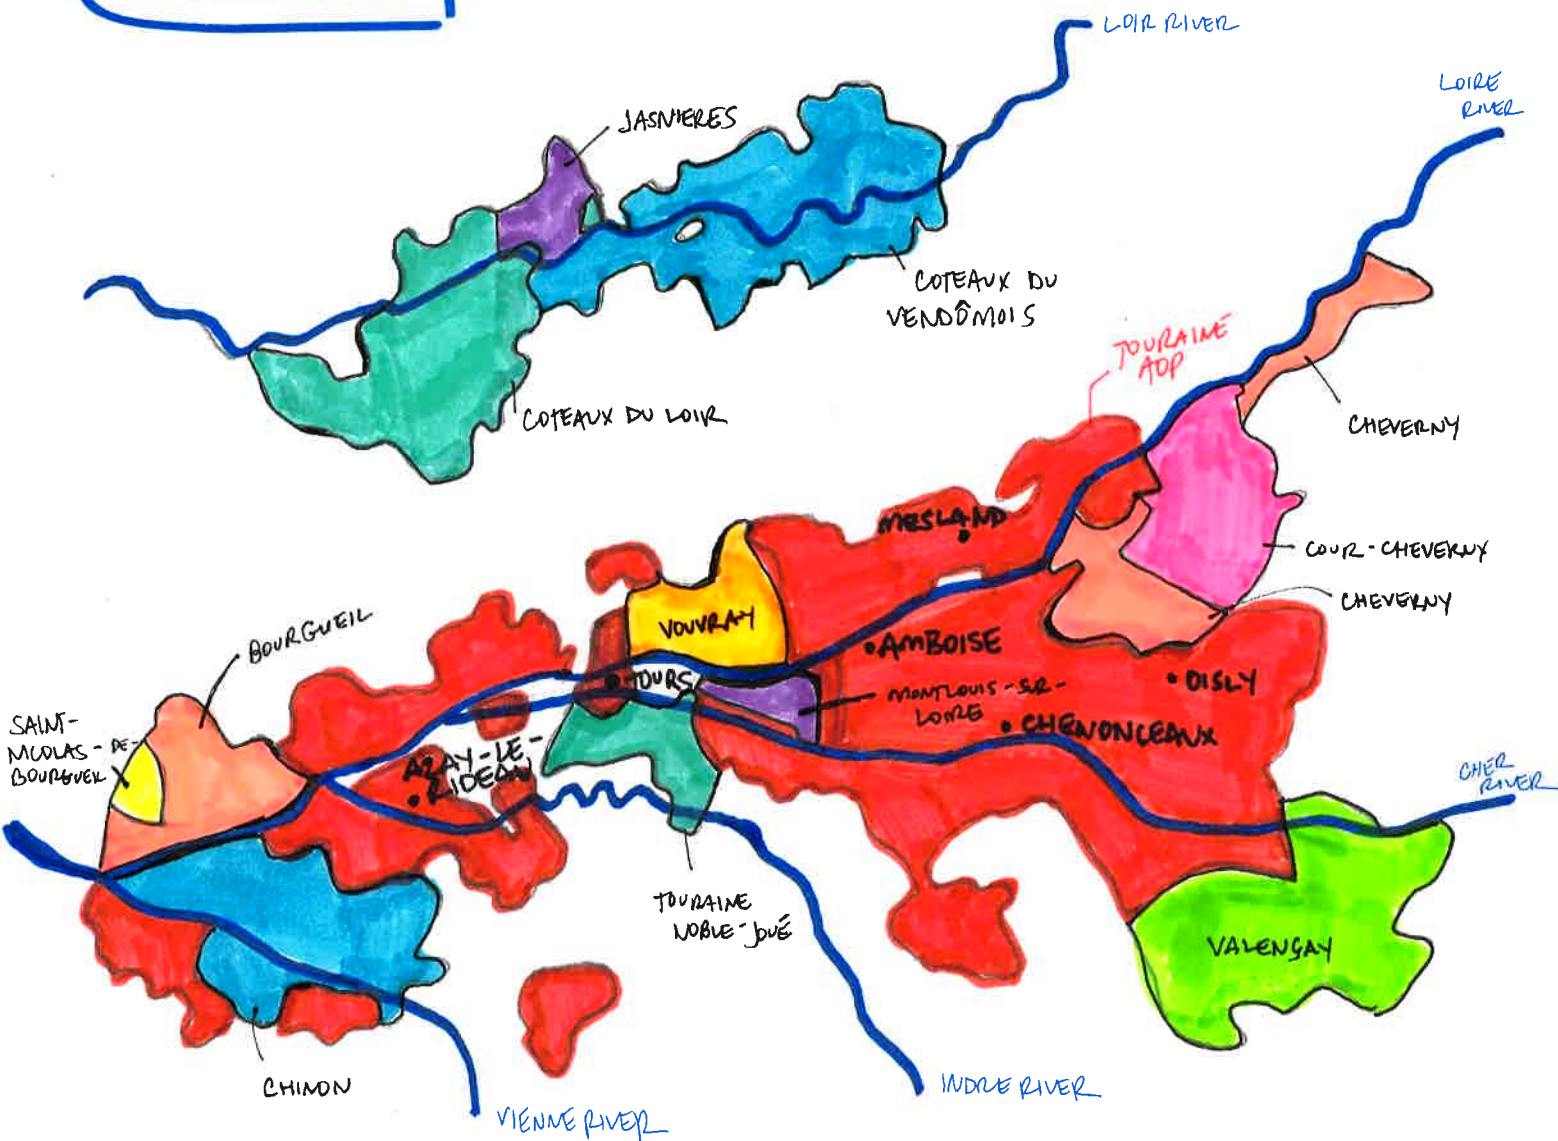 LOIR RIVER
LOIRE
RIVER
JASNIERES
COTEAUX DU
VENDÔMOIS
TOURAINE
AOP
COTEAUX DU LOIR
CHEVERNY
MESLAND
COUR-CHEVERNY
CHEVERNY
BOURGUEIL
VOUVRAY
AMBOISE
TOURS
OISLY
MONTLOUIS-SUR-
LOIRE
CHENONCEAUX
SAINT-
NICOLAS-DE-
BOURGUEIL
AZAY-LE-
RIDEAU
CHER
RIVER
TOURAINE
NOBLE-JOUÉ
VALENÇAY
CHINON
INDRE RIVER
VIENNE RIVER